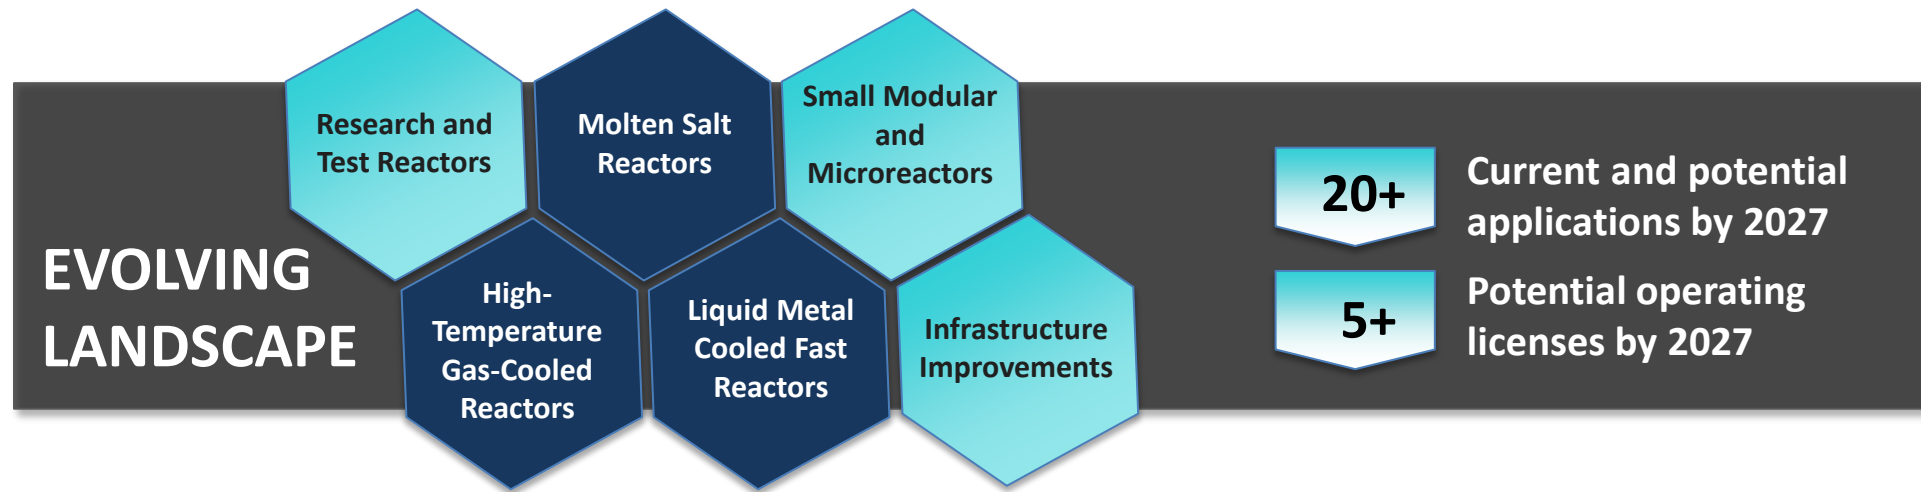 EVOLVING
LANDSCAPE
Research and
Test Reactors
Molten Salt
Reactors
Small Modular
and
Microreactors
High-
Temperature
Gas-Cooled
Reactors
Liquid Metal
Cooled Fast
Reactors
Infrastructure
Improvements
20+
Current and potential
applications by 2027
5+
Potential operating
licenses by 2027